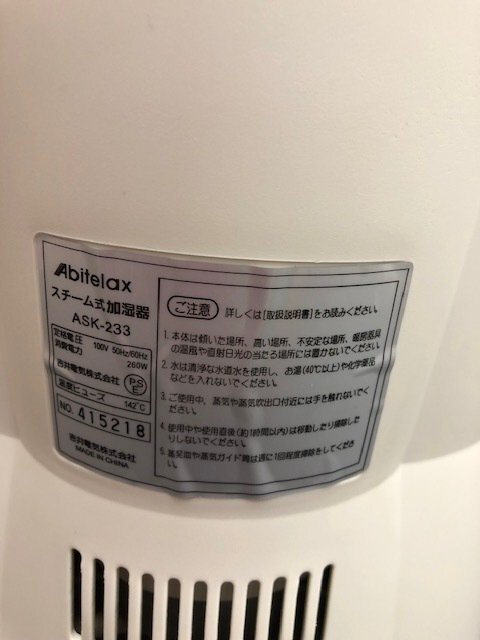 Abitelax
スチーム式加湿器
ASK-233
定格電圧 100V 50Hz/60Hz
消費電力 260W
吉井電気株式会社
PSE
温度ヒューズ 142℃
NO. 415218
吉井電気株式会社
MADE IN CHINA
ご注意 詳しくは[取扱説明書]をお読みください。
1. 本体は傾いた場所、高い場所、不安定な場所、暖房器具
の温風や直射日光の当たる場所には置かないでください。
2. 水は清浄な水道水を使用し、お湯(40℃以上)や化学薬品
などを入れないでください。
3. ご使用中、蒸気や蒸気吹出口付近には手を触れないでく
ださい。
4. 使用中や使用直後(約1時間以内)は移動したり掃除した
りしないでください。
5. 蒸発皿や蒸気ガイド等は週に1回程度掃除をしてくださ
い。